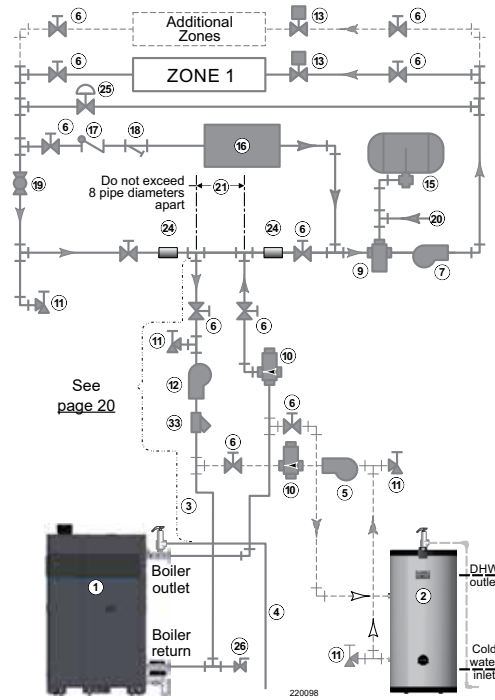 6
Additional
Zones
13
6
6
ZONE 1
13
6
25
6
17
18
16
19
Do not exceed
8 pipe diameters
apart
21
15
20
24
24
6
9
7
11
6
6
11
10
12
See
page 20
6
33
6
10
5
11
3
1
Boiler
outlet
4
2
DHW
outlet
Boiler
return
26
11
Cold
water
inlet
220098